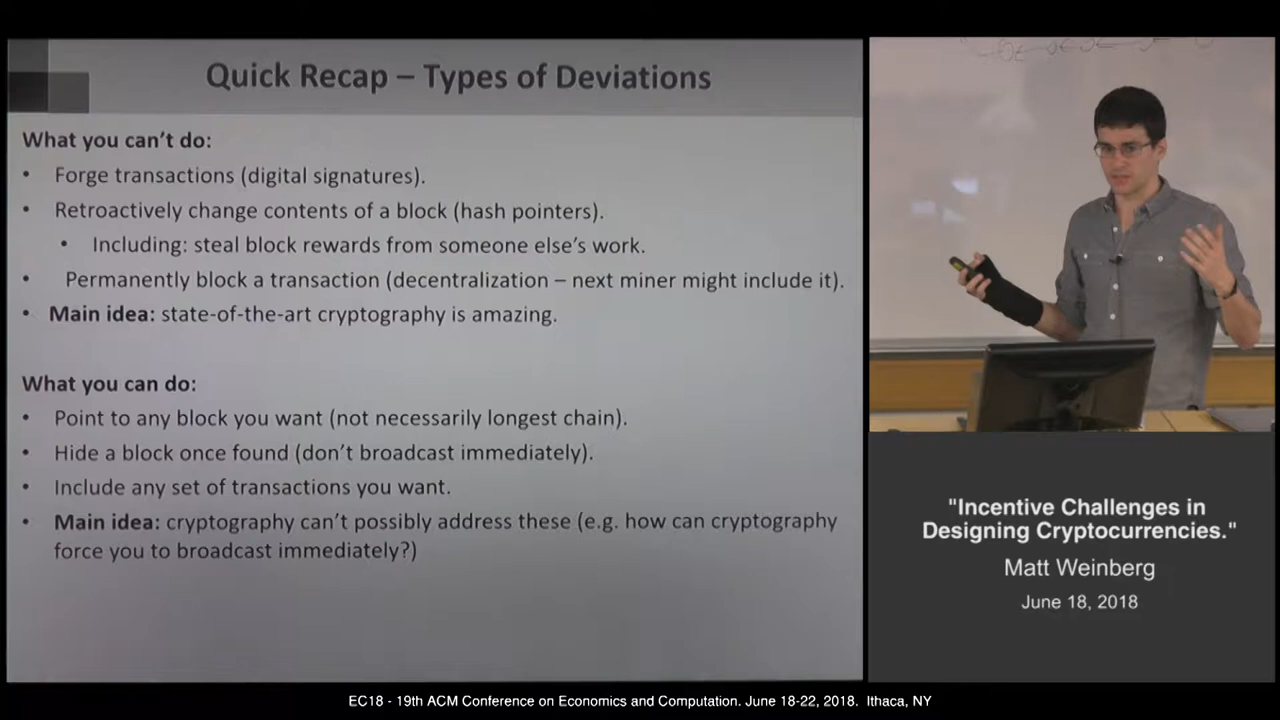 Quick Recap – Types of Deviations
What you can't do:
• Forge transactions (digital signatures).
• Retroactively change contents of a block (hash pointers).
• Including: steal block rewards from someone else's work.
• Permanently block a transaction (decentralization – next miner might include it).
• Main idea: state-of-the-art cryptography is amazing.
What you can do:
• Point to any block you want (not necessarily longest chain).
• Hide a block once found (don't broadcast immediately).
• Include any set of transactions you want.
• Main idea: cryptography can't possibly address these (e.g. how can cryptography
force you to broadcast immediately?)
"Incentive Challenges in
Designing Cryptocurrencies."
Matt Weinberg
June 18, 2018
EC18 - 19th ACM Conference on Economics and Computation. June 18-22, 2018. Ithaca, NY